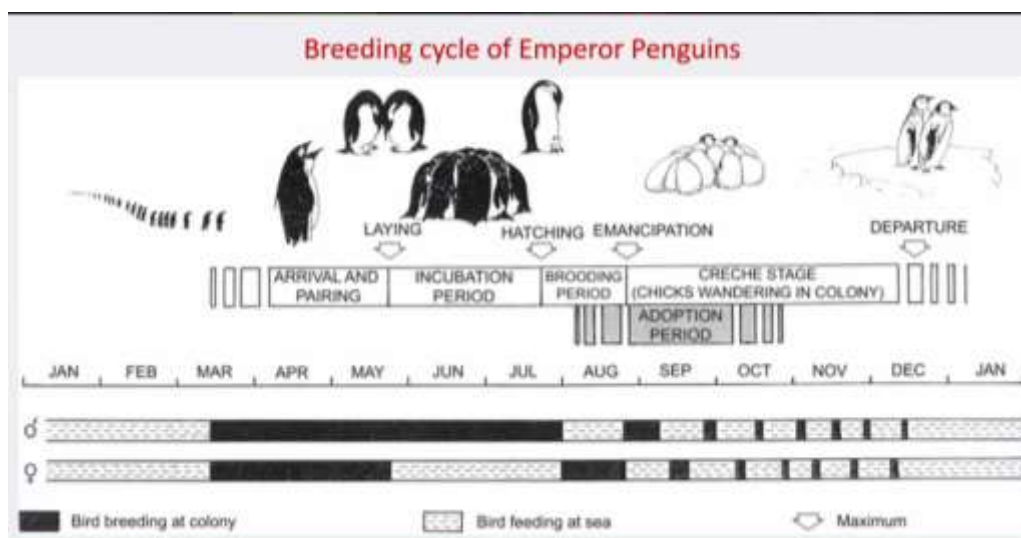 Breeding cycle of Emperor Penguins
LAYING
HATCHING
EMANCIPATION
DEPARTURE
ARRIVAL AND
PAIRING
INCUBATION
PERIOD
BROODING
PERIOD
CRECHE STAGE
(CHICKS WANDERING IN COLONY)
ADOPTION
PERIOD
JAN FEB MAR APR MAY JUN JUL AUG SEP OCT NOV DEC JAN
♂
♀
Bird breeding at colony
Bird feeding at sea
Maximum